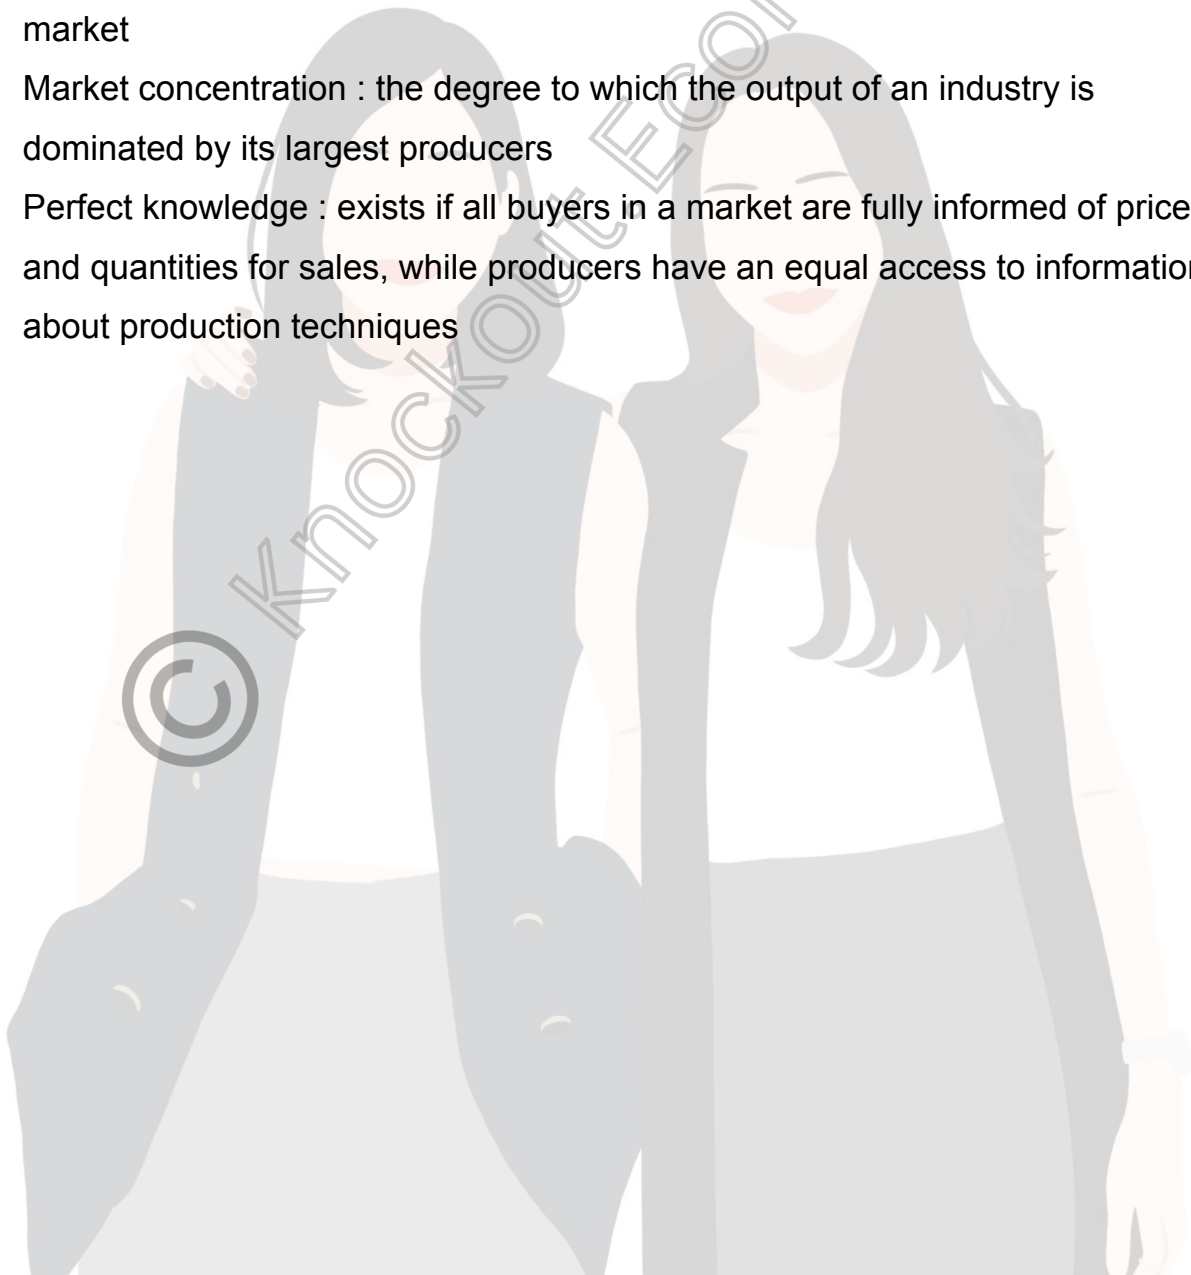 market
Market concentration : the degree to which the output of an industry is
dominated by its largest producers
Perfect knowledge : exists if all buyers in a market are fully informed of price
and quantities for sales, while producers have an equal access to information
about production techniques
© Knockout